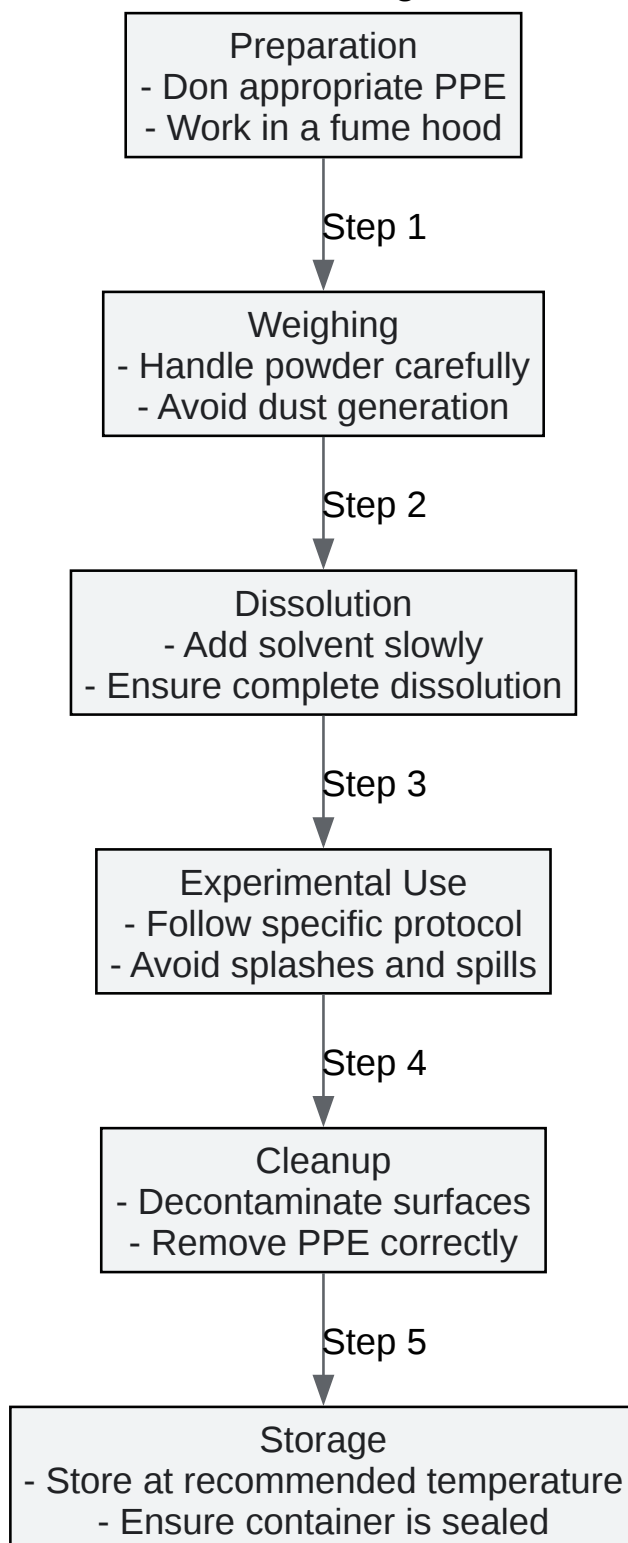 Preparation
- Don appropriate PPE
- Work in a fume hood
Step 1
Weighing
- Handle powder carefully
- Avoid dust generation
Step 2
Dissolution
- Add solvent slowly
- Ensure complete dissolution
Step 3
Experimental Use
- Follow specific protocol
- Avoid splashes and spills
Step 4
Cleanup
- Decontaminate surfaces
- Remove PPE correctly
Step 5
Storage
- Store at recommended temperature
- Ensure container is sealed